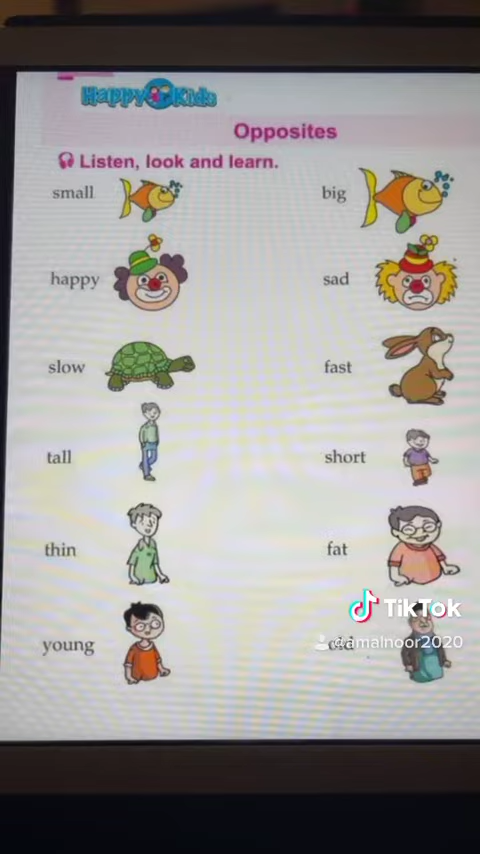 Happy Kids
Opposites
Listen, look and learn.
small big
happy sad
slow fast
tall short
thin fat
TikTok
young old
@amalnoor2020